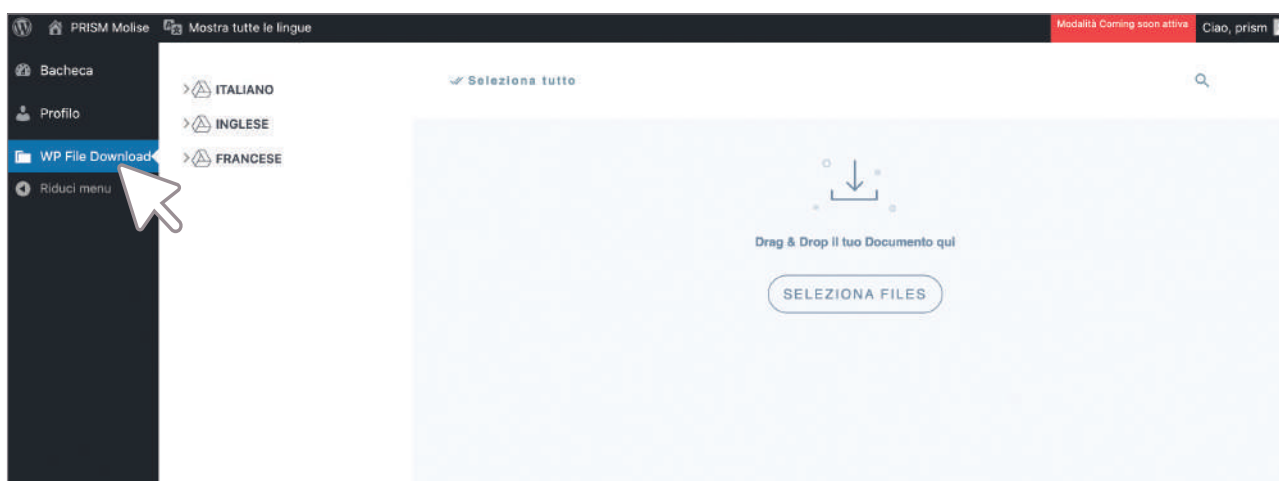 PRISM Molise Mostra tutte le lingue Modalità Coming soon attiva Ciao, prism
Bacheca
Profilo
WP File Download
Riduci menu
ITALIANO
INGLESE
FRANCESE
Seleziona tutto
Drag & Drop il tuo Documento qui
SELEZIONA FILES